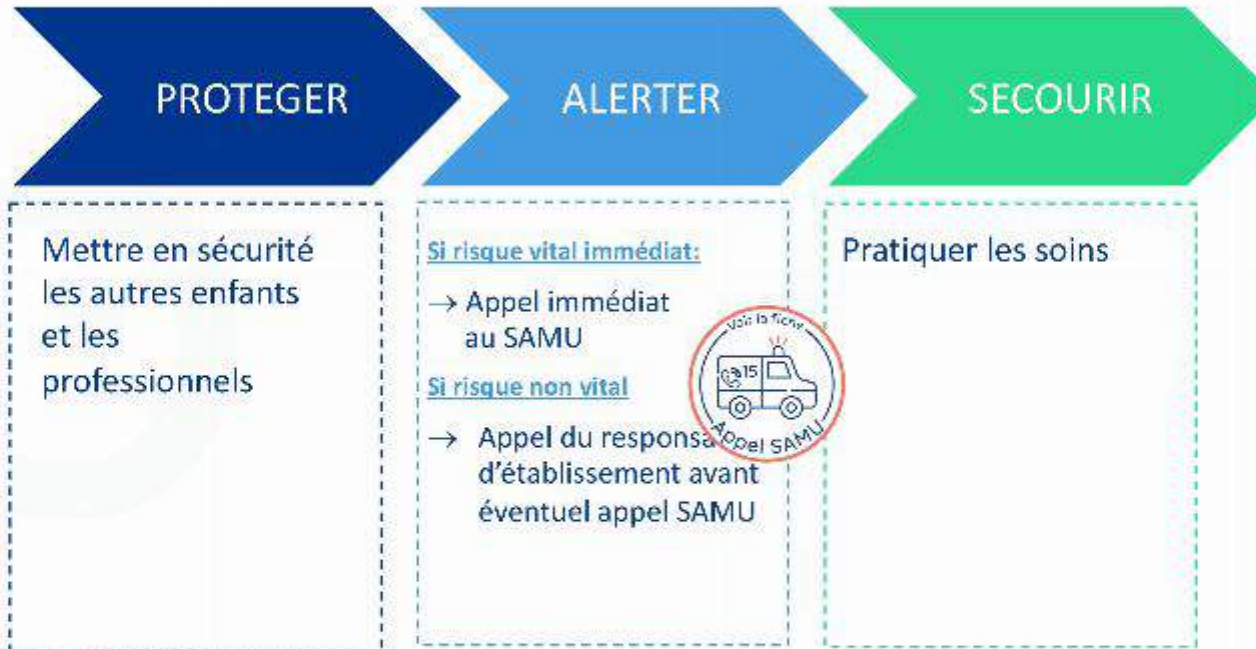 PROTEGER
ALERTER
SECOURIR
Mettre en sécurité
les autres enfants
et les
professionnels
Si risque vital immédiat:
→ Appel immédiat
au SAMU
Si risque non vital
→ Appel du responsa
d'établissement avant
éventuel appel SAMU
Voir la fiche
15
Appel SAMU
Pratiquer les soins